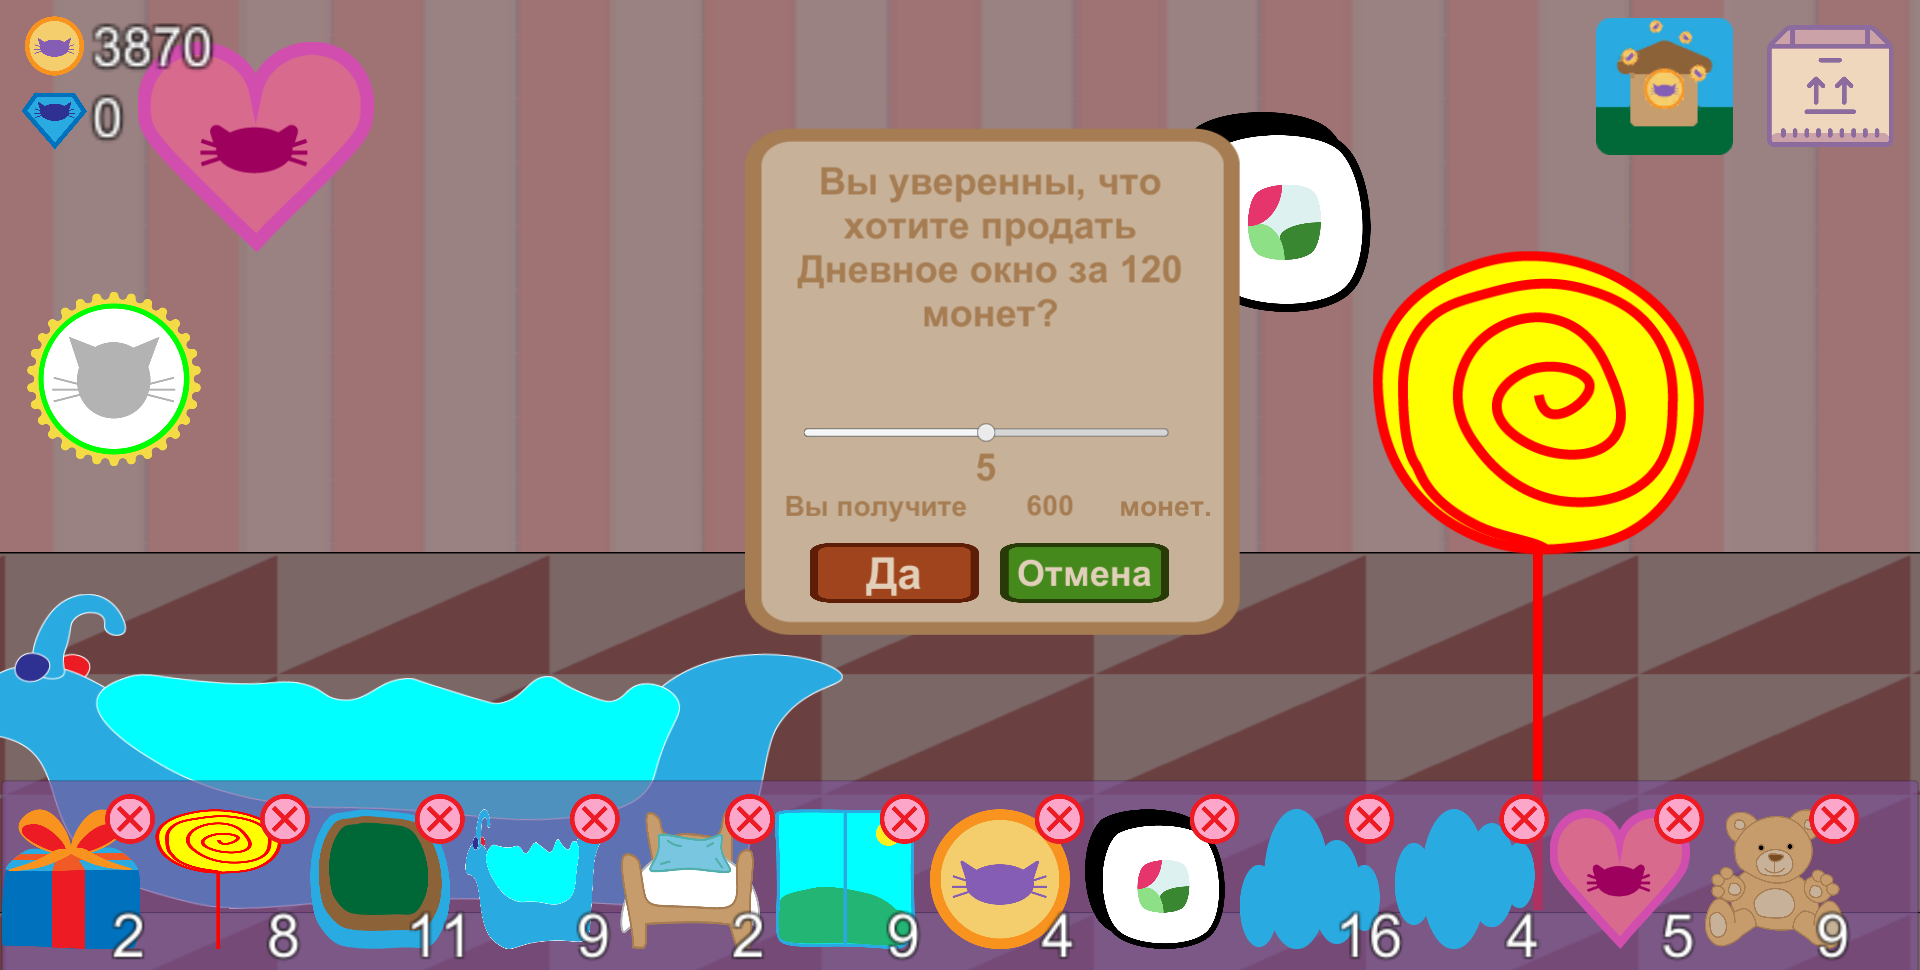 3870
0
Вы уверенны, что
хотите продать
Дневное окно за 120
монет?
5
Вы получите 600 монет.
Да Отмена
2 8 11 9 2 9 4 16 4 5 9